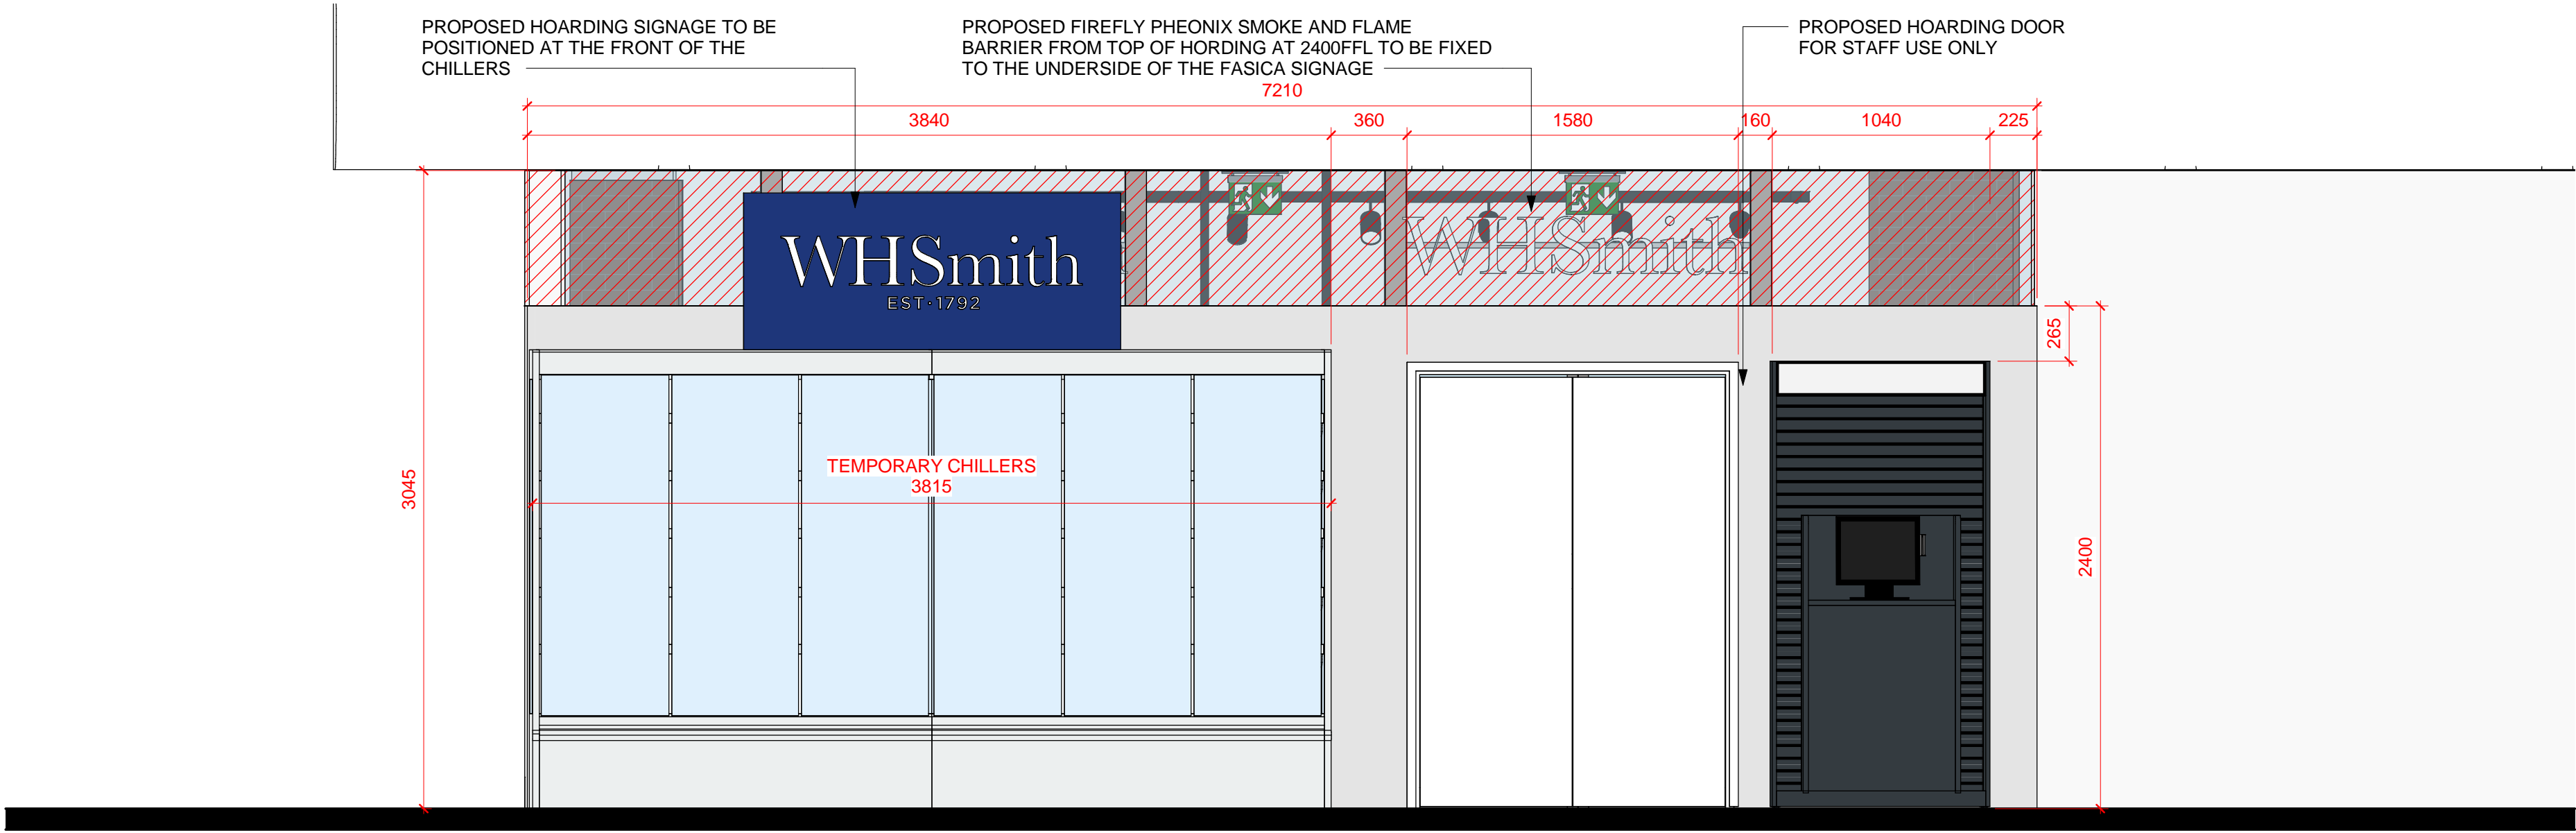 PROPOSED HOARDING SIGNAGE TO BE
POSITIONED AT THE FRONT OF THE
CHILLERS
PROPOSED FIREFLY PHEONIX SMOKE AND FLAME
BARRIER FROM TOP OF HORDING AT 2400FFL TO BE FIXED
TO THE UNDERSIDE OF THE FASICA SIGNAGE
PROPOSED HOARDING DOOR
FOR STAFF USE ONLY
7210
3840
360
1580
160
1040
225
WHSmith
EST·1792
WHSmith
265
TEMPORARY CHILLERS
3815
3045
2400